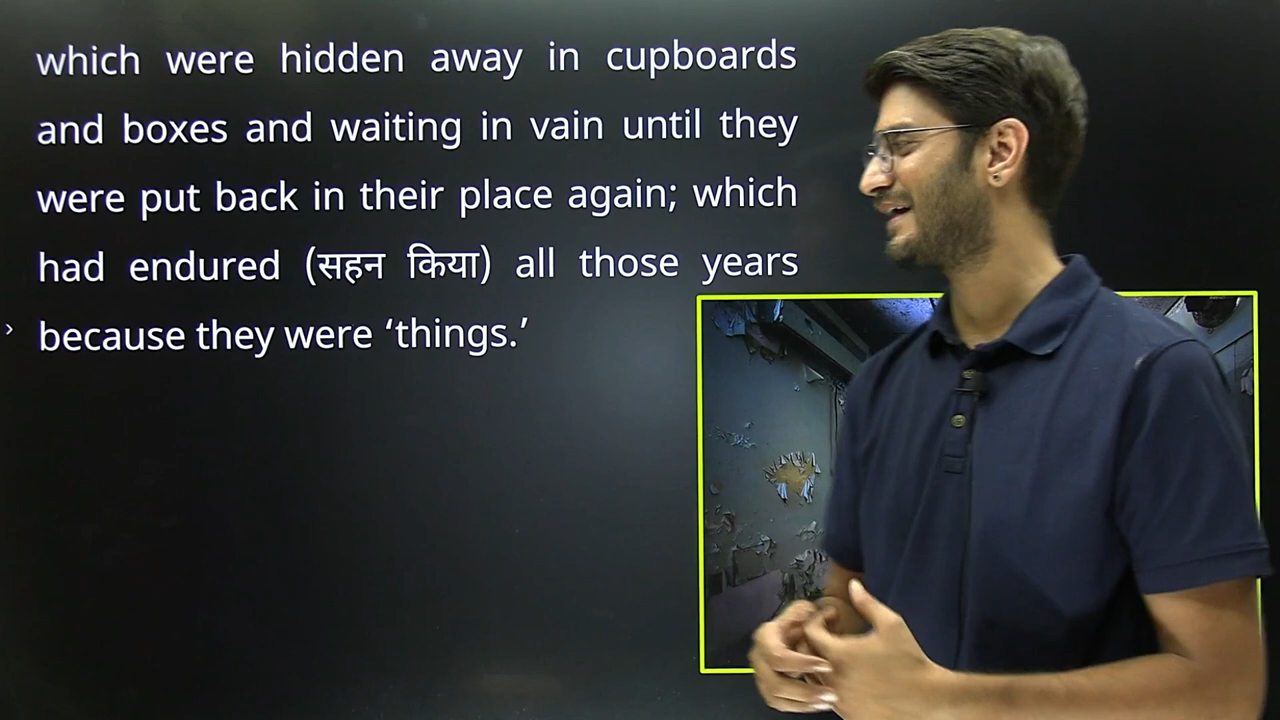 which were hidden away in cupboards
and boxes and waiting in vain until they
were put back in their place again; which
had endured (सहन किया) all those years
because they were ‘things.’